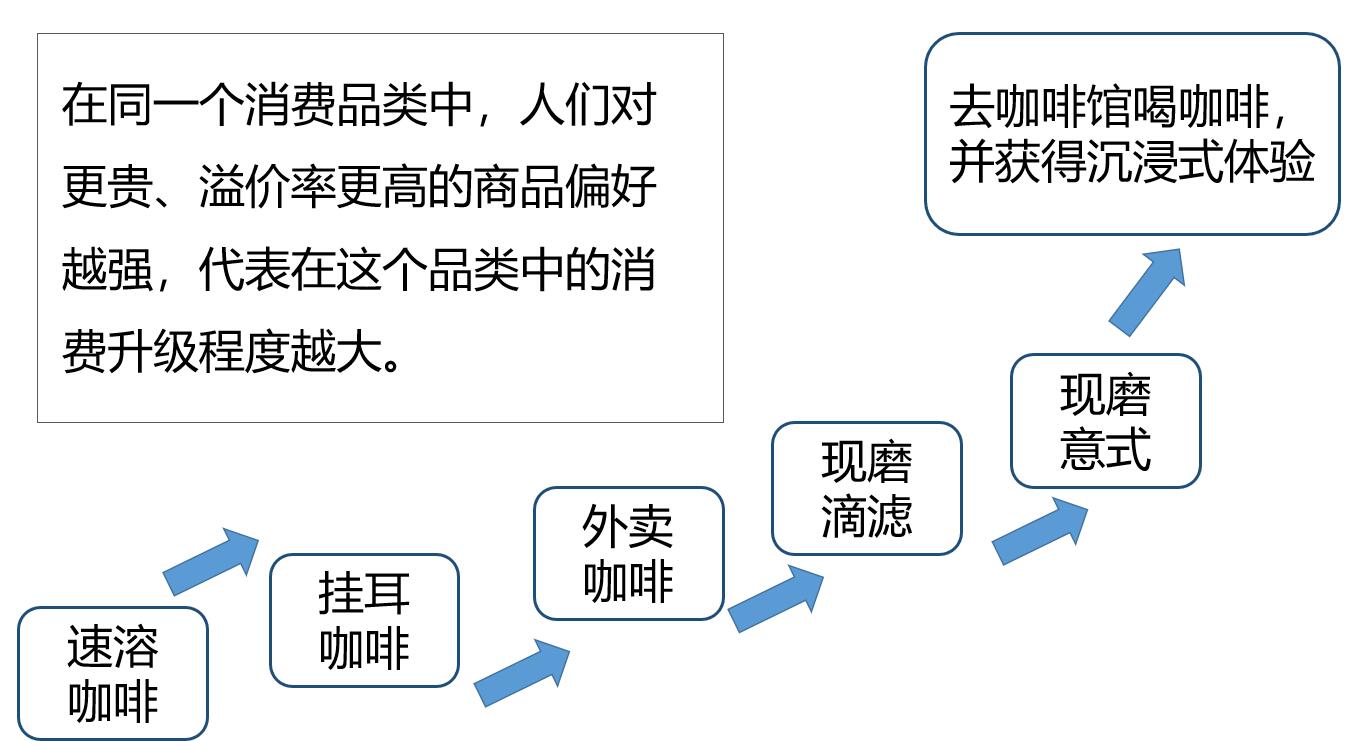 在同一个消费品类中，人们对
更贵、溢价率更高的商品偏好
越强，代表在这个品类中的消
费升级程度越大。
去咖啡馆喝咖啡，
并获得沉浸式体验
现磨
意式
现磨
滴滤
外卖
咖啡
挂耳
咖啡
速溶
咖啡